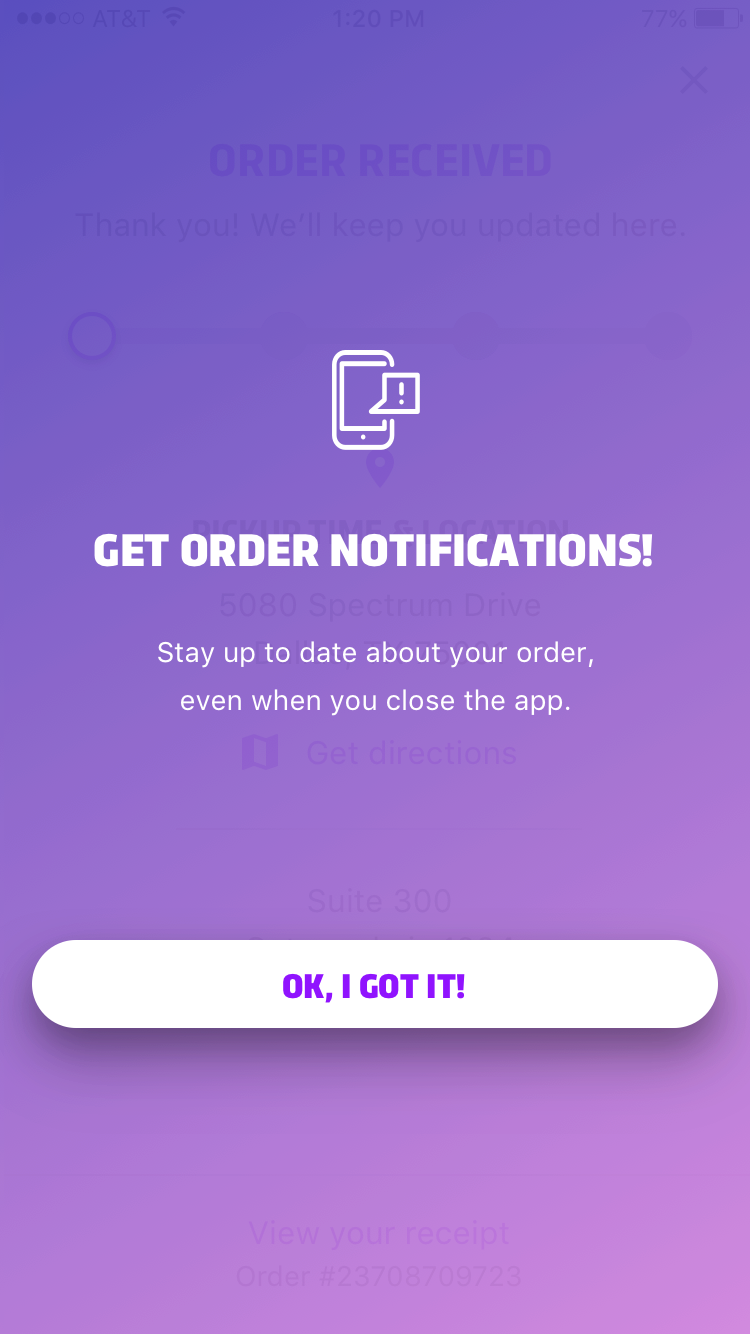 AT&T
1:20 PM
77%
ORDER RECEIVED
Thank you! We'll keep you updated here.
!
PICKUP TIME & LOCATION
GET ORDER NOTIFICATIONS!
5080 Spectrum Drive
Stay up to date about your order,
even when you close the app.
Get directions
Suite 300
OK, I GOT IT!
View your receipt
Order #23708709723